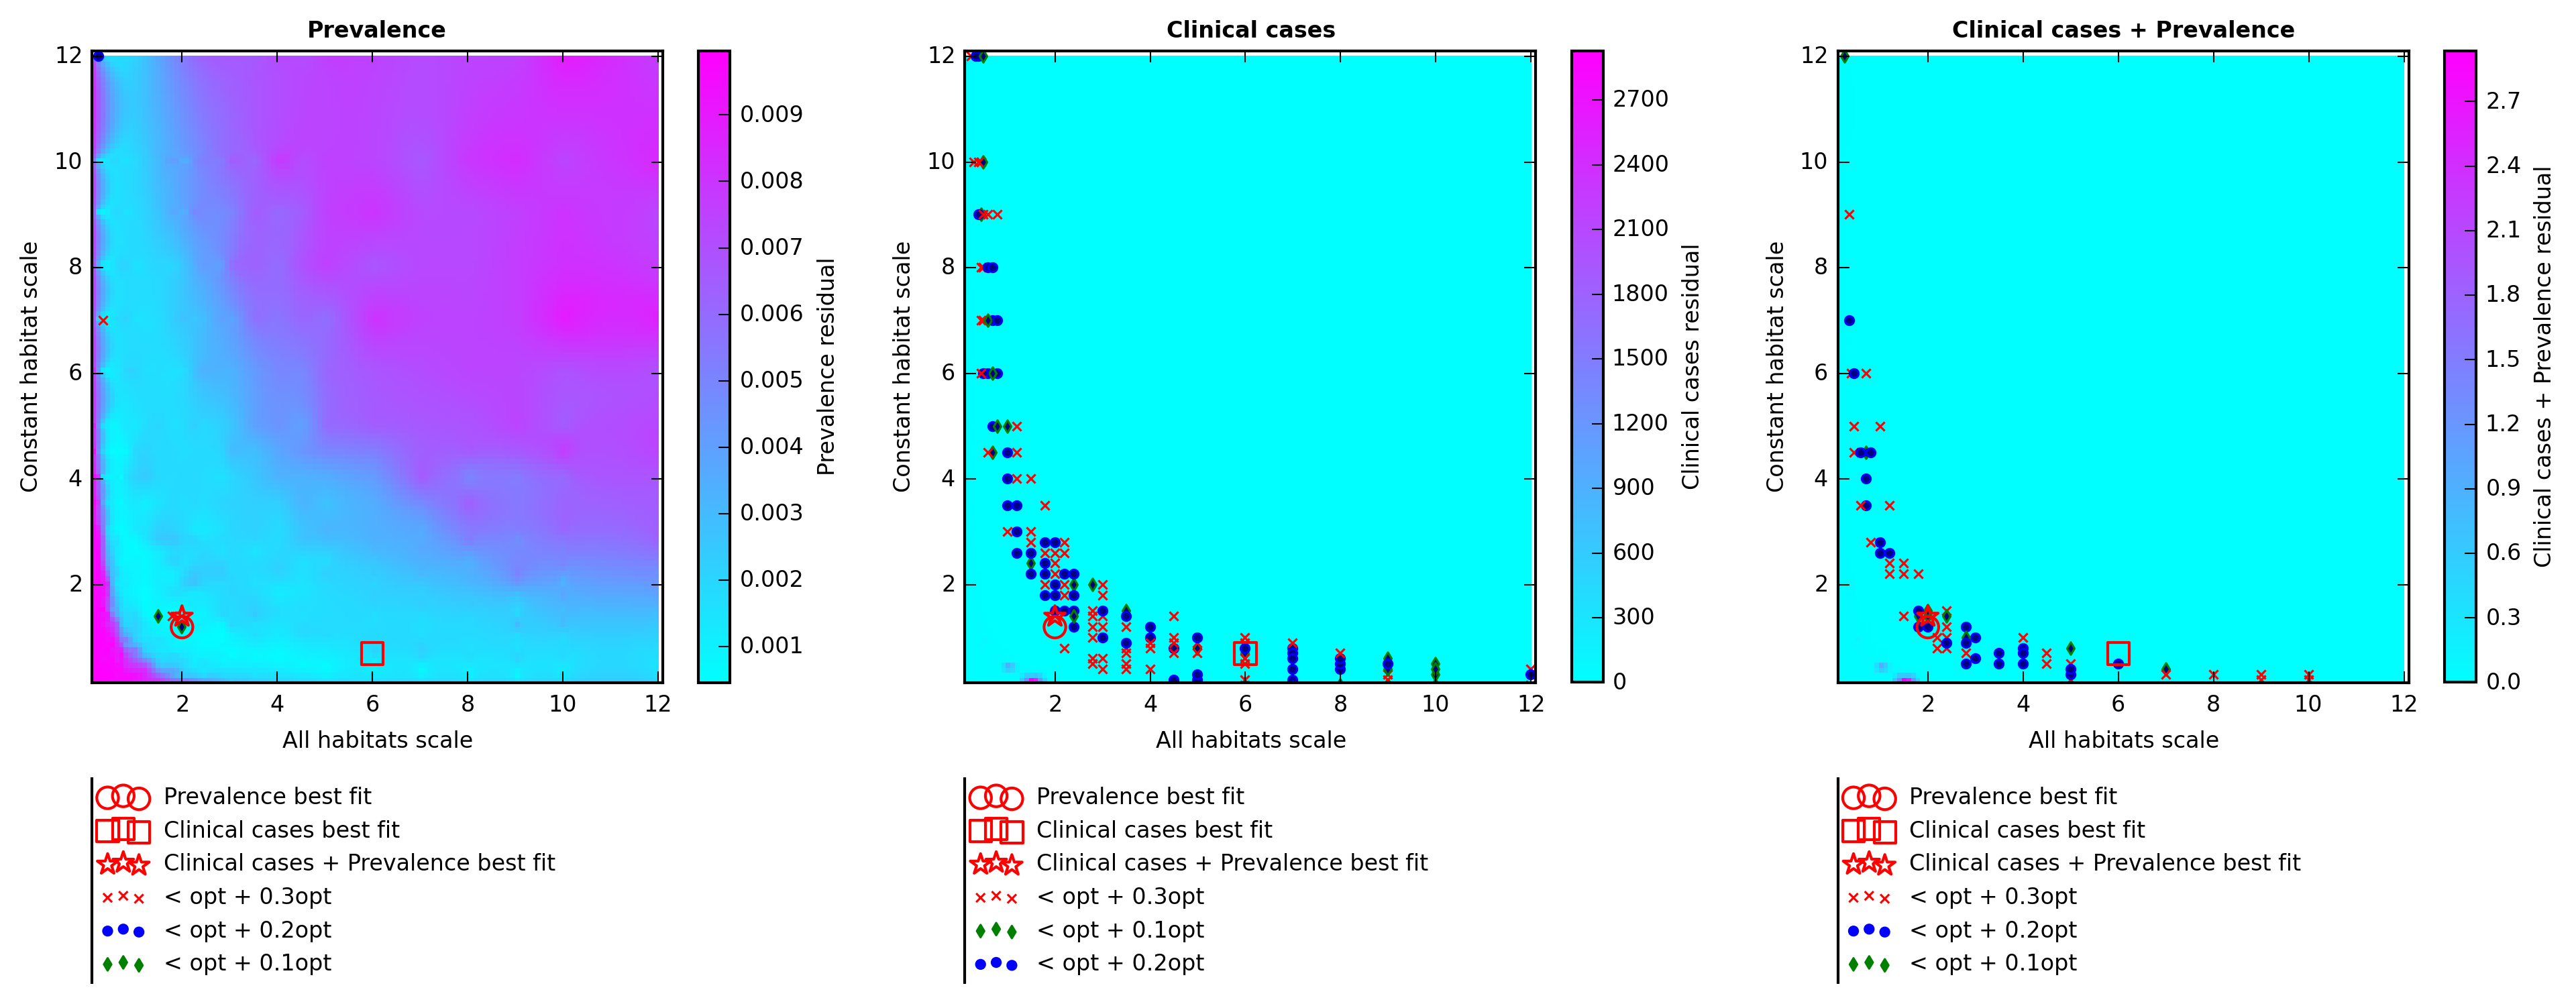 Prevalence
12
10
8
6
4
2
2 4 6 8 10 12
Constant habitat scale
All habitats scale
0.009
0.008
0.007
0.006
0.005
0.004
0.003
0.002
0.001
Prevalence residual
Prevalence best fit
Clinical cases best fit
Clinical cases + Prevalence best fit
< opt + 0.3opt
< opt + 0.2opt
< opt + 0.1opt
Clinical cases
12
10
8
6
4
2
2 4 6 8 10 12
Constant habitat scale
All habitats scale
2700
2400
2100
1800
1500
1200
900
600
300
0
Clinical cases residual
Prevalence best fit
Clinical cases best fit
Clinical cases + Prevalence best fit
< opt + 0.3opt
< opt + 0.1opt
< opt + 0.2opt
Clinical cases + Prevalence
12
10
8
6
4
2
2 4 6 8 10 12
Constant habitat scale
All habitats scale
2.7
2.4
2.1
1.8
1.5
1.2
0.9
0.6
0.3
0.0
Clinical cases + Prevalence residual
Prevalence best fit
Clinical cases best fit
Clinical cases + Prevalence best fit
< opt + 0.3opt
< opt + 0.2opt
< opt + 0.1opt